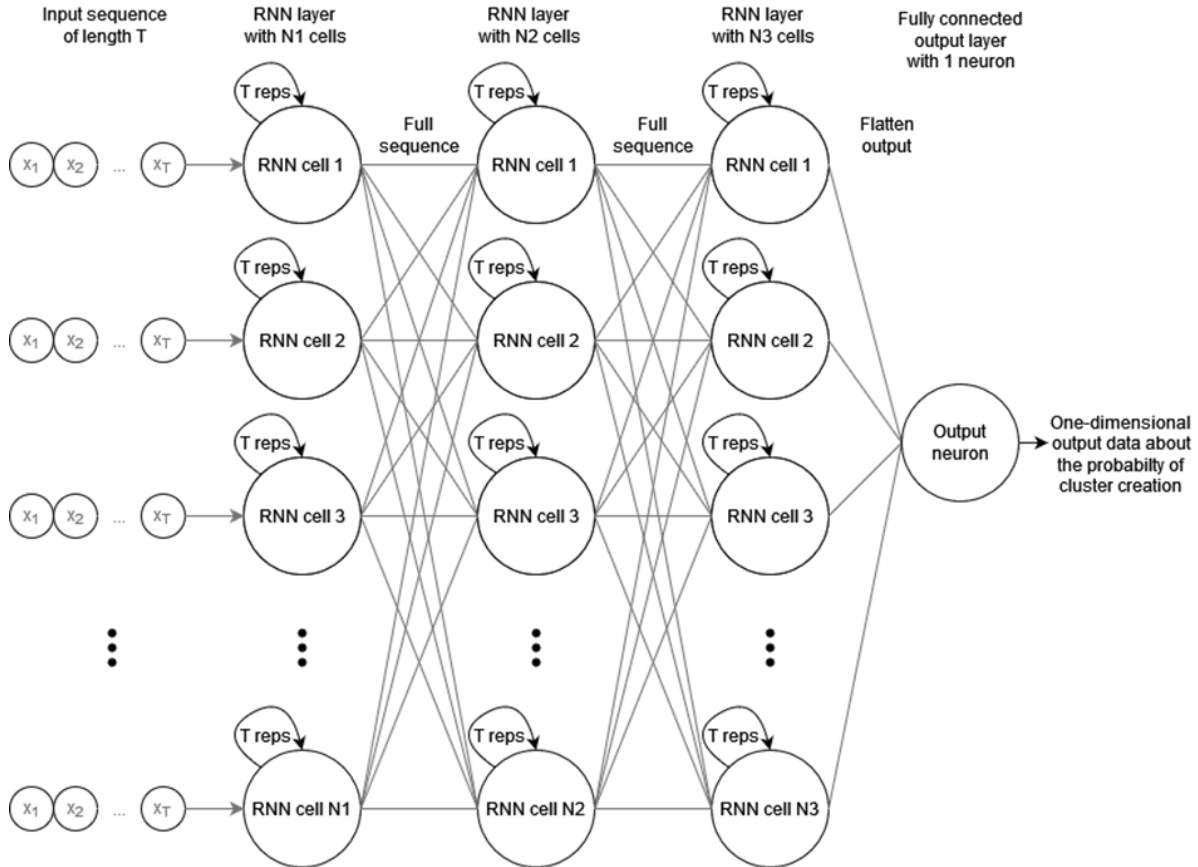 Input sequence
of length T
RNN layer
with N1 cells
RNN layer
with N2 cells
RNN layer
with N3 cells
Fully connected
output layer
with 1 neuron
T reps
T reps
T reps
Full
sequence
Full
sequence
Flatten
output
x1 x2 ... xT
RNN cell 1
RNN cell 1
RNN cell 1
T reps
T reps
T reps
x1 x2 ... xT
RNN cell 2
RNN cell 2
RNN cell 2
T reps
T reps
T reps
Output
neuron
One-dimensional
output data about
the probabilty of
cluster creation
x1 x2 ... xT
RNN cell 3
RNN cell 3
RNN cell 3
T reps
T reps
T reps
x1 x2 ... xT
RNN cell N1
RNN cell N2
RNN cell N3